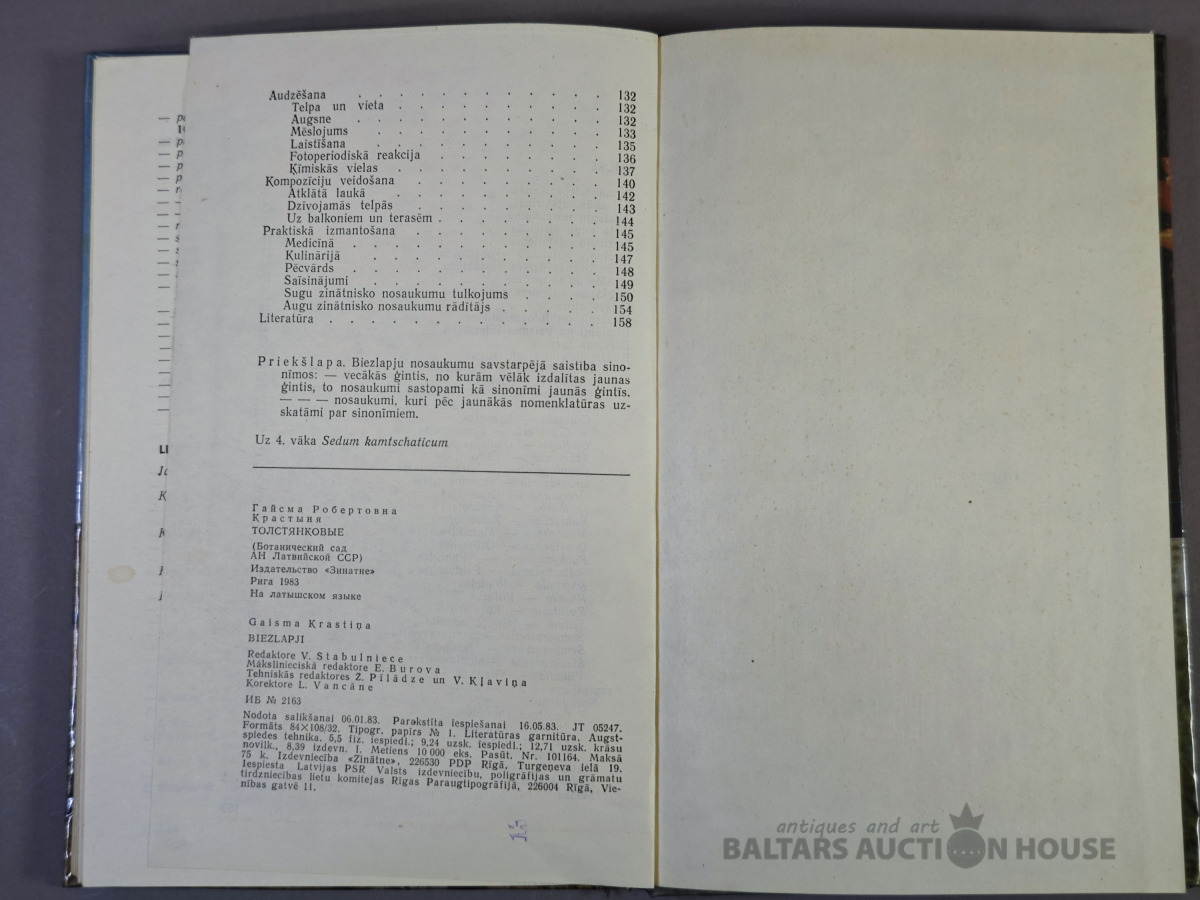 Audzēšana . . . . . . . . . . . 132
Telpa un vieta . . . . . . . . . 132
Augsne . . . . . . . . . . 132
Mēslojums . . . . . . . . . 133
Laistīšana . . . . . . . . . 135
Fotoperiodiskā reakcija . . . . . . . 136
Ķīmiskās vielas . . . . . . . . 137
Kompozīciju veidošana . . . . . . . . 140
Atklātā laukā . . . . . . . . 142
Dzīvojamās telpās . . . . . . . 143
Uz balkoniem un terasēm . . . . . . 144
Praktiskā izmantošana . . . . . . . . 145
Medicīnā . . . . . . . . . 145
Kulinārijā . . . . . . . . . 147
Pēcvārds . . . . . . . . . 148
Saīsinājumi . . . . . . . . . 149
Sugu zinātnisko nosaukumu tulkojums . . . . 150
Augu zinātnisko nosaukumu rādītājs . . . . 154
Literatūra . . . . . . . . . . . 158
Priekšlapa. Biezlapju nosaukumu savstarpējā saistība sino-
nīmos: — vecākās ģintis, no kurām vēlāk izdalītas jaunas
ģintis, to nosaukumi sastopami kā sinonīmi jaunās ģintīs.
— — — nosaukumi, kuri pēc jaunākās nomenklatūras uz-
skatāmi par sinonīmiem.
Uz 4. vāka Sedum kamtschaticum
Гайсма Робертовна
Крастыня
ТОЛСТЯНКОВЫЕ
(Ботанический сад
АН Латвийской ССР)
Издательство «Зинатне»
Рига 1983
На латышском языке
Gaisma Krastiņa
BIEZLAPJI
Redaktore V. Stabulniece
Mākslinieciskā redaktore E. Burova
Tehniskās redaktores Z. Pīlādze un V. Kļaviņa
Korektore L. Vancāne
ИБ № 2163
Nodota salikšanai 06.01.83. Parakstīta iespiešanai 16.05.83. JT 05247.
Formāts 84×108/32. Tipogr. papīrs № 1. Literatūras garnitūra. Augst-
spiedes tehnika. 5,5 fiz. iespiedl.; 9,24 uzsk. iespiedl.; 12,71 uzsk. krāsu
novilk., 8,39 izdevn. l. Metiens 10 000 eks. Pasūt. Nr. 101164. Maksā
75 k. Izdevniecība «Zinātne», 226530 PDP Rīgā, Turgeņeva ielā 19.
Iespiesta Latvijas PSR Valsts izdevniecību, poligrāfijas un grāmatu
tirdzniecības lietu komitejas Rīgas Paraugtipogrāfijā, 226004 Rīgā, Vie-
nības gatvē 11.
antiques and art
BALTARS AUCTION HOUSE